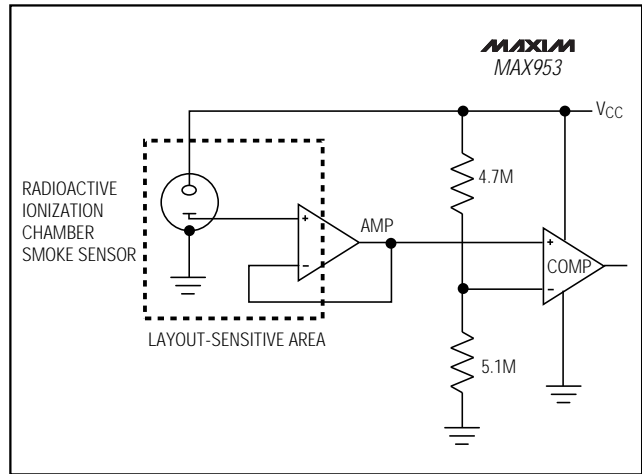 MAXIM
MAX953
VCC
RADIOACTIVE
IONIZATION
CHAMBER
SMOKE SENSOR
4.7M
AMP
+
-
+
-
COMP
LAYOUT-SENSITIVE AREA
5.1M